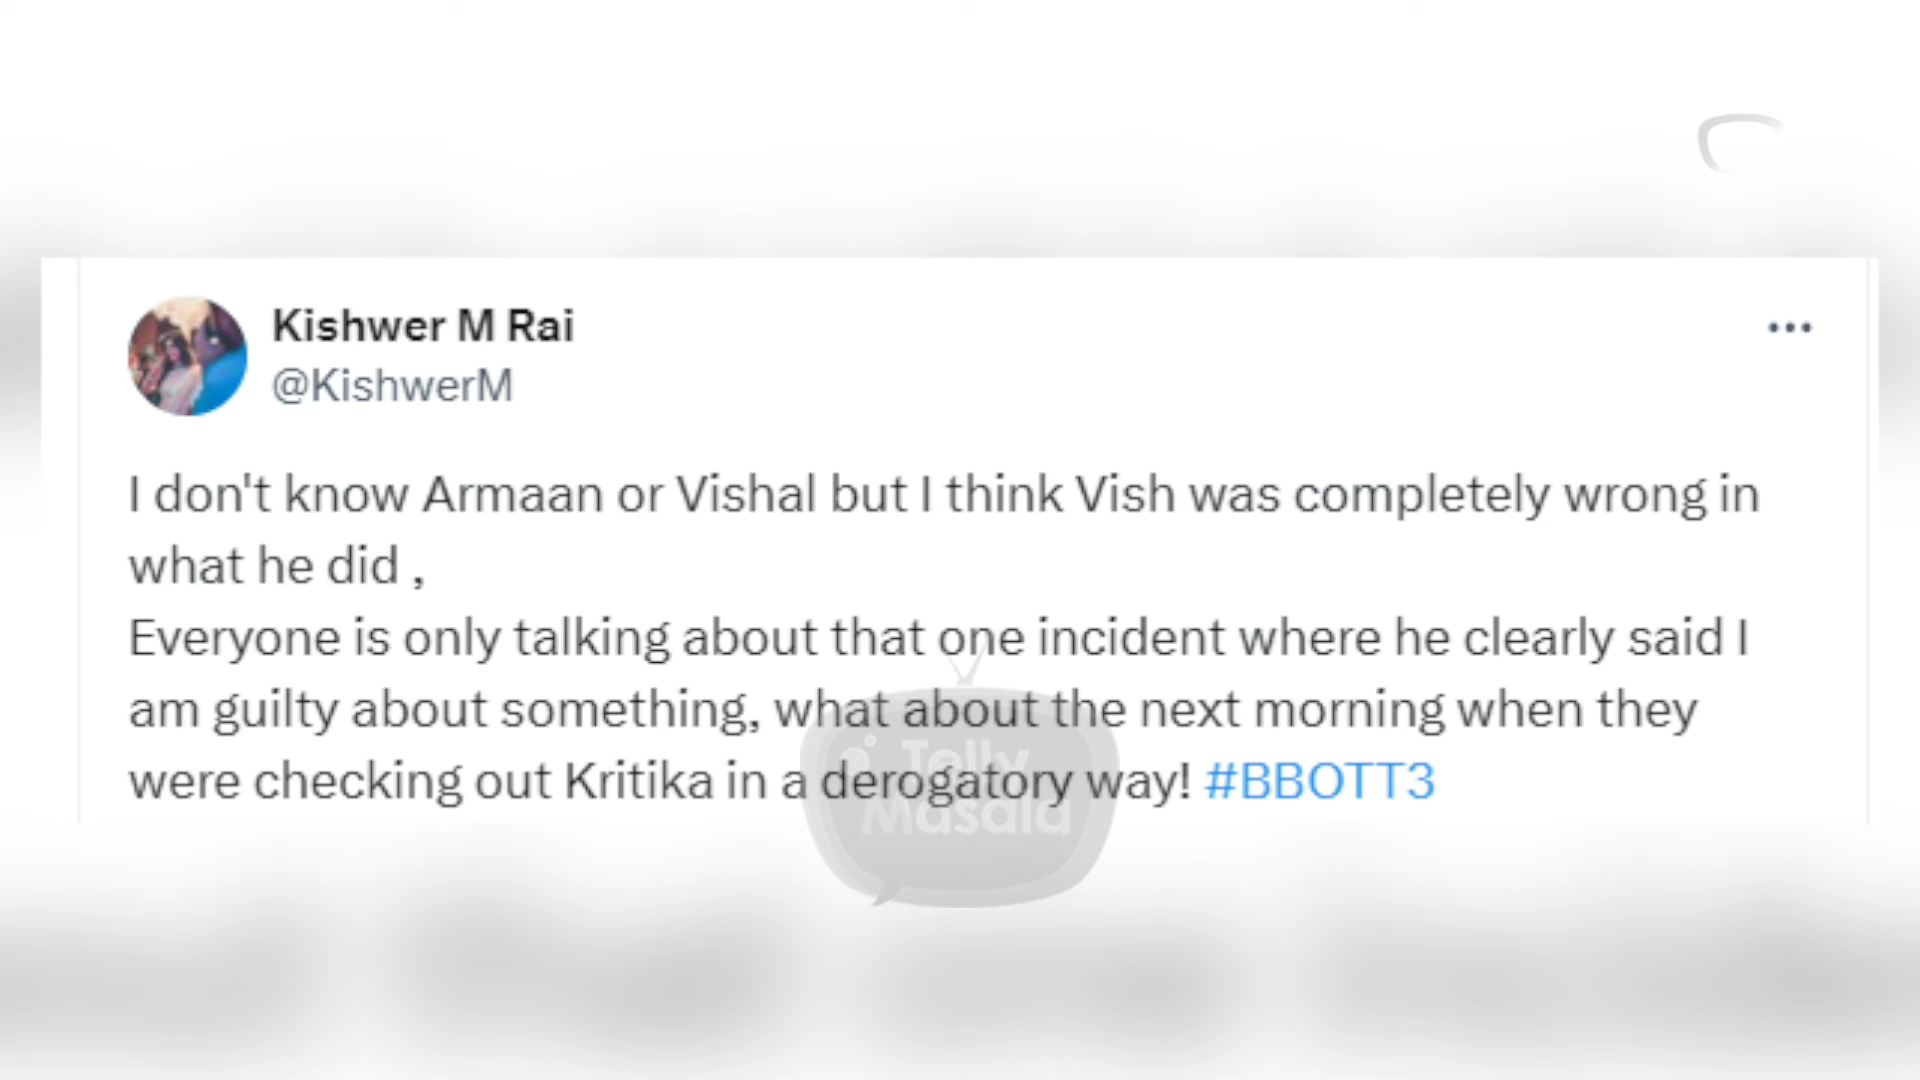 Kishwer M Rai
@KishwerM
I don't know Armaan or Vishal but I think Vish was completely wrong in
what he did ,
Everyone is only talking about that one incident where he clearly said I
am guilty about something, what about the next morning when they
were checking out Kritika in a derogatory way! #BBOTT3
Telly
Masala